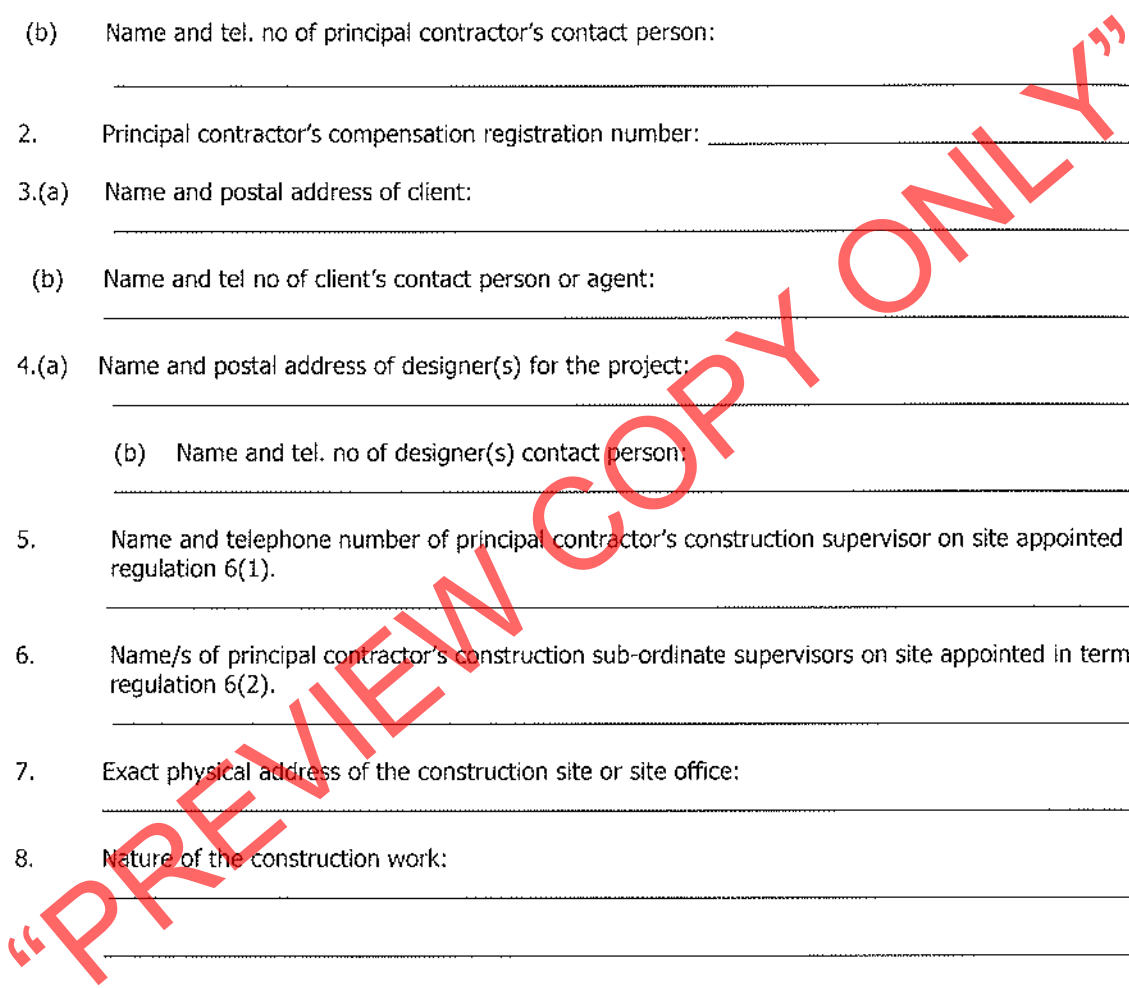 (b) Name and tel. no of principal contractor's contact person:
2. Principal contractor's compensation registration number:
3.(a) Name and postal address of client:
(b) Name and tel no of client's contact person or agent:
4.(a) Name and postal address of designer(s) for the project:
(b) Name and tel. no of designer(s) contact person:
5. Name and telephone number of principal contractor's construction supervisor on site appointed
regulation 6(1).
6. Name/s of principal contractor's construction sub-ordinate supervisors on site appointed in term
regulation 6(2).
7. Exact physical address of the construction site or site office:
8. Nature of the construction work:
“PREVIEW COPY ONLY”